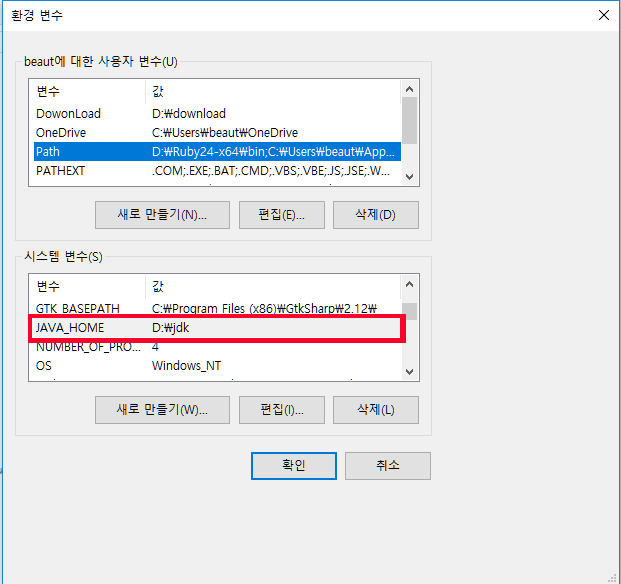 환경 변수
beaut에 대한 사용자 변수(U)
변수 값
DowonLoad D:₩download
OneDrive C:₩Users₩beaut₩OneDrive
Path D:₩Ruby24-x64₩bin;C:₩Users₩beaut₩App...
PATHEXT .COM;.EXE;.BAT;.CMD;.VBS;.VBE;.JS;.JSE;.W...
새로 만들기(N)... 편집(E)... 삭제(D)
시스템 변수(S)
변수 값
GTK_BASEPATH C:₩Program Files (x86)₩GtkSharp₩2.12₩
JAVA_HOME D:₩jdk
NUMBER_OF_PRO... 4
OS Windows_NT
새로 만들기(W)... 편집(I)... 삭제(L)
확인 취소